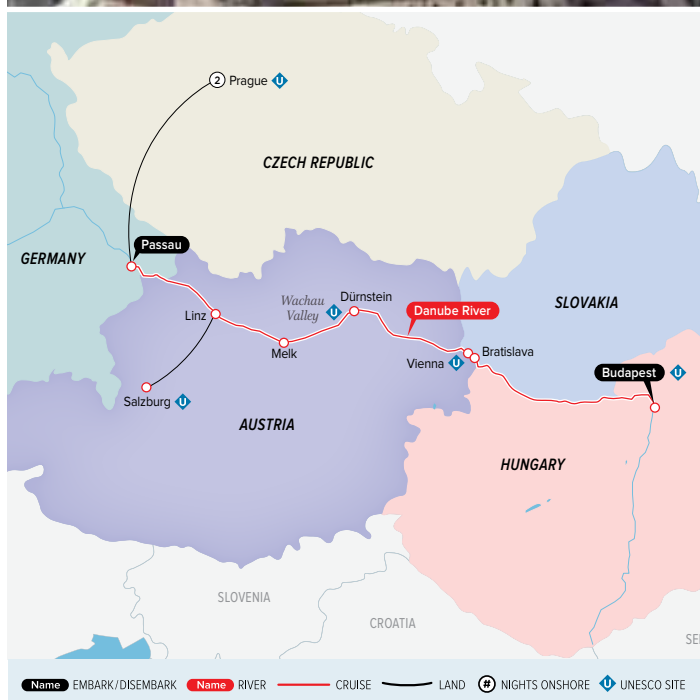 2 Prague U
CZECH REPUBLIC
Passau
GERMANY
Wachau
Valley U
Dürnstein
Danube River
SLOVAKIA
Linz
Melk
Vienna U
Bratislava
Budapest U
Salzburg U
AUSTRIA
HUNGARY
SLOVENIA
CROATIA
SE
Name EMBARK/DISEMBARK Name RIVER CRUISE LAND # NIGHTS ONSHORE U UNESCO SITE